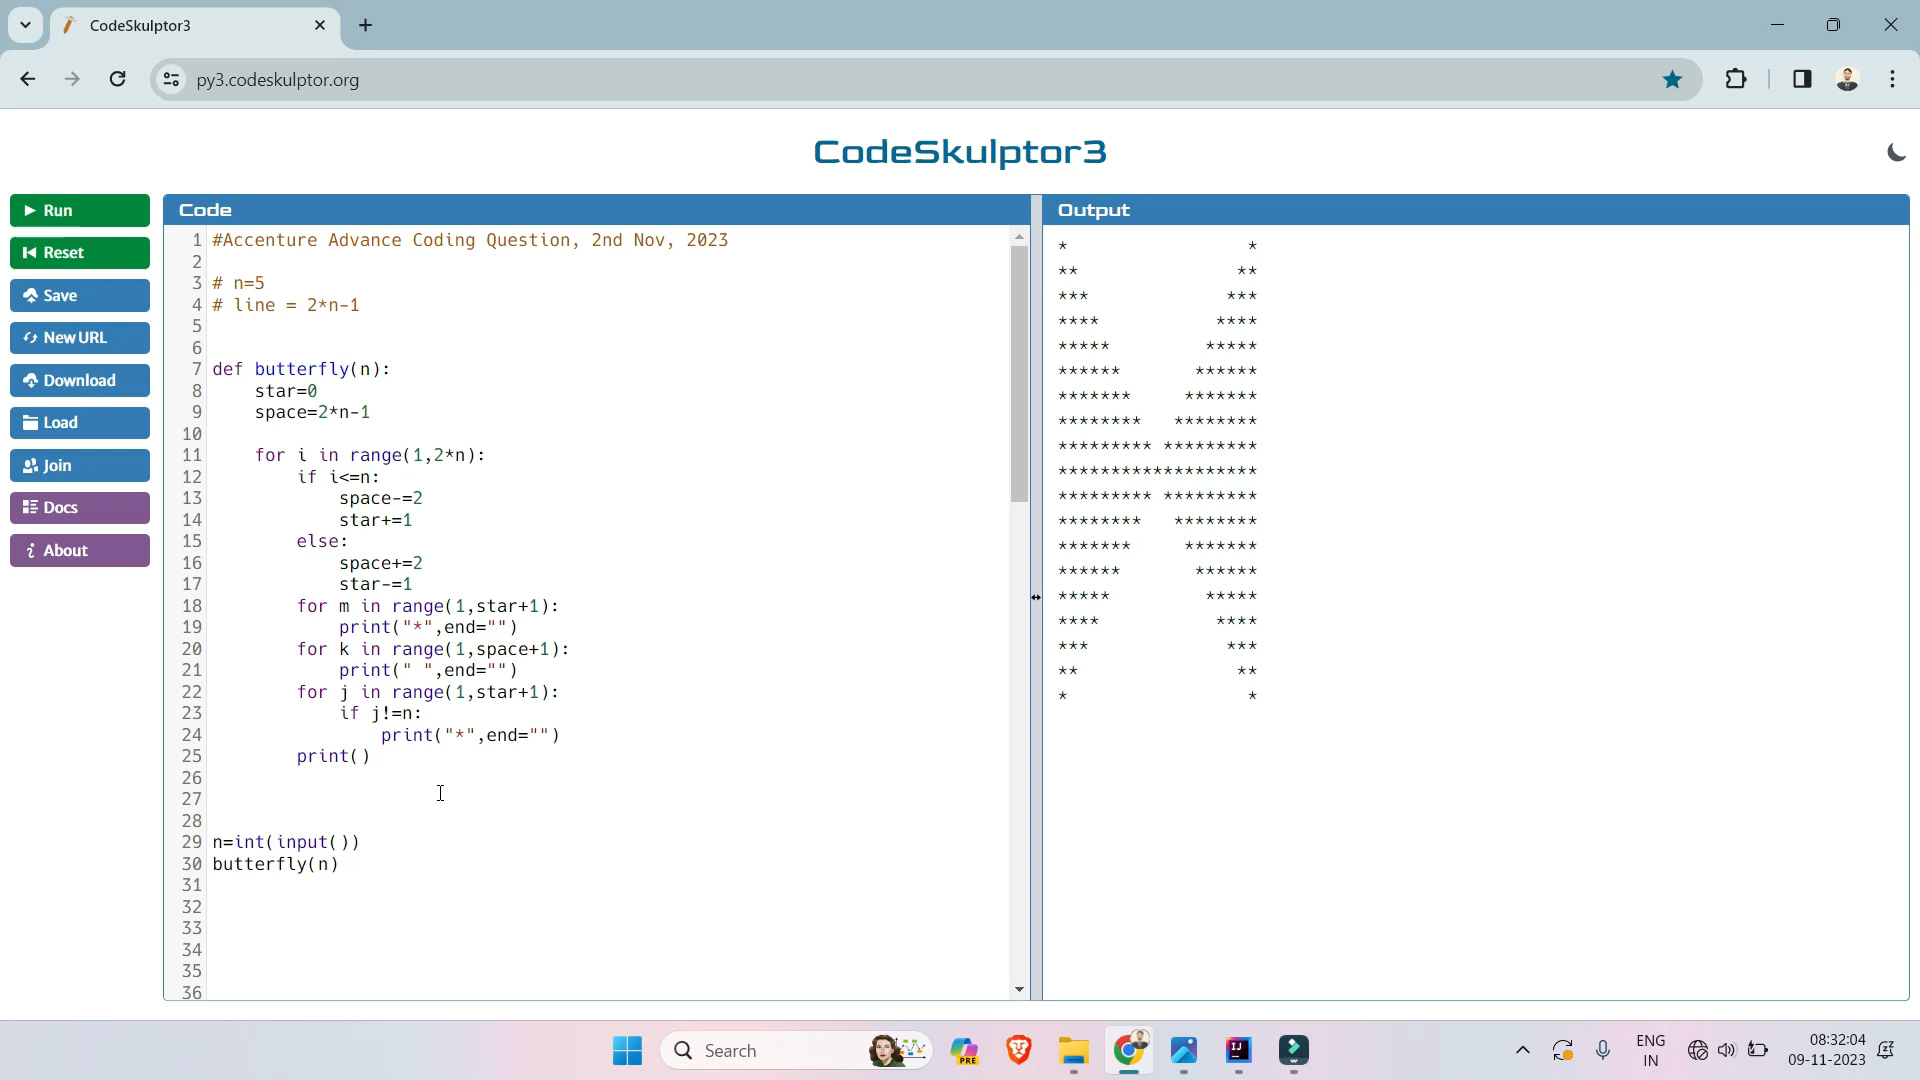 CodeSkulptor3
py3.codeskulptor.org
CodeSkulptor3
Run
Reset
Save
New URL
Download
Load
Join
Docs
About
Code
1 #Accenture Advance Coding Question, 2nd Nov, 2023
2
3 # n=5
4 # line = 2*n-1
5
6
7 def butterfly(n):
8     star=0
9     space=2*n-1
10
11     for i in range(1,2*n):
12         if i<=n:
13             space-=2
14             star+=1
15         else:
16             space+=2
17             star-=1
18         for m in range(1,star+1):
19             print("*",end="")
20         for k in range(1,space+1):
21             print(" ",end="")
22         for j in range(1,star+1):
23             if j!=n:
24                 print("*",end="")
25         print()
26
27
28
29 n=int(input())
30 butterfly(n)
31
32
33
34
35
36
Output
*                 *
**               **
***             ***
****           ****
*****         *****
******       ******
*******     *******
********   ********
********* *********
*******************
********* *********
********   ********
*******     *******
******       ******
*****         *****
****           ****
***             ***
**               **
*                 *
Search
PRE
IJ
ENG
IN
08:32:04
09-11-2023